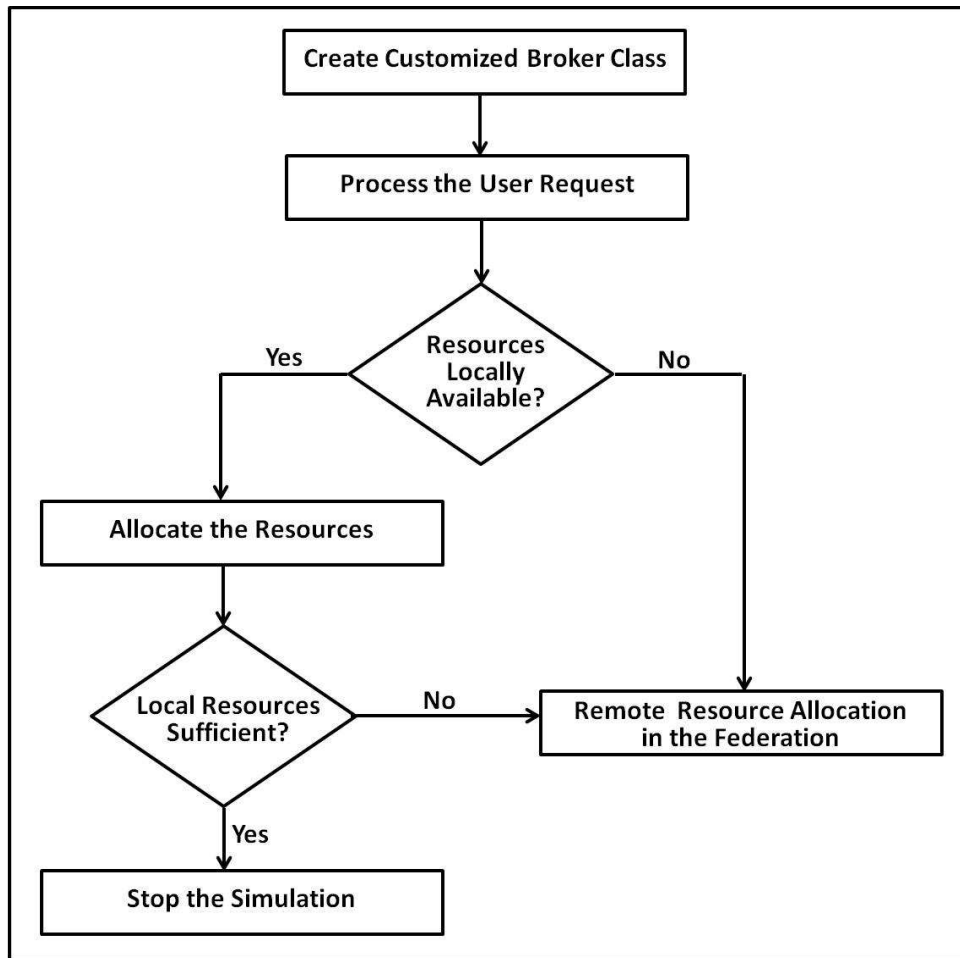 Create Customized Broker Class
Process the User Request
Resources
Locally
Available?
Yes
No
Allocate the Resources
Local Resources
Sufficient?
No
Remote Resource Allocation
in the Federation
Yes
Stop the Simulation